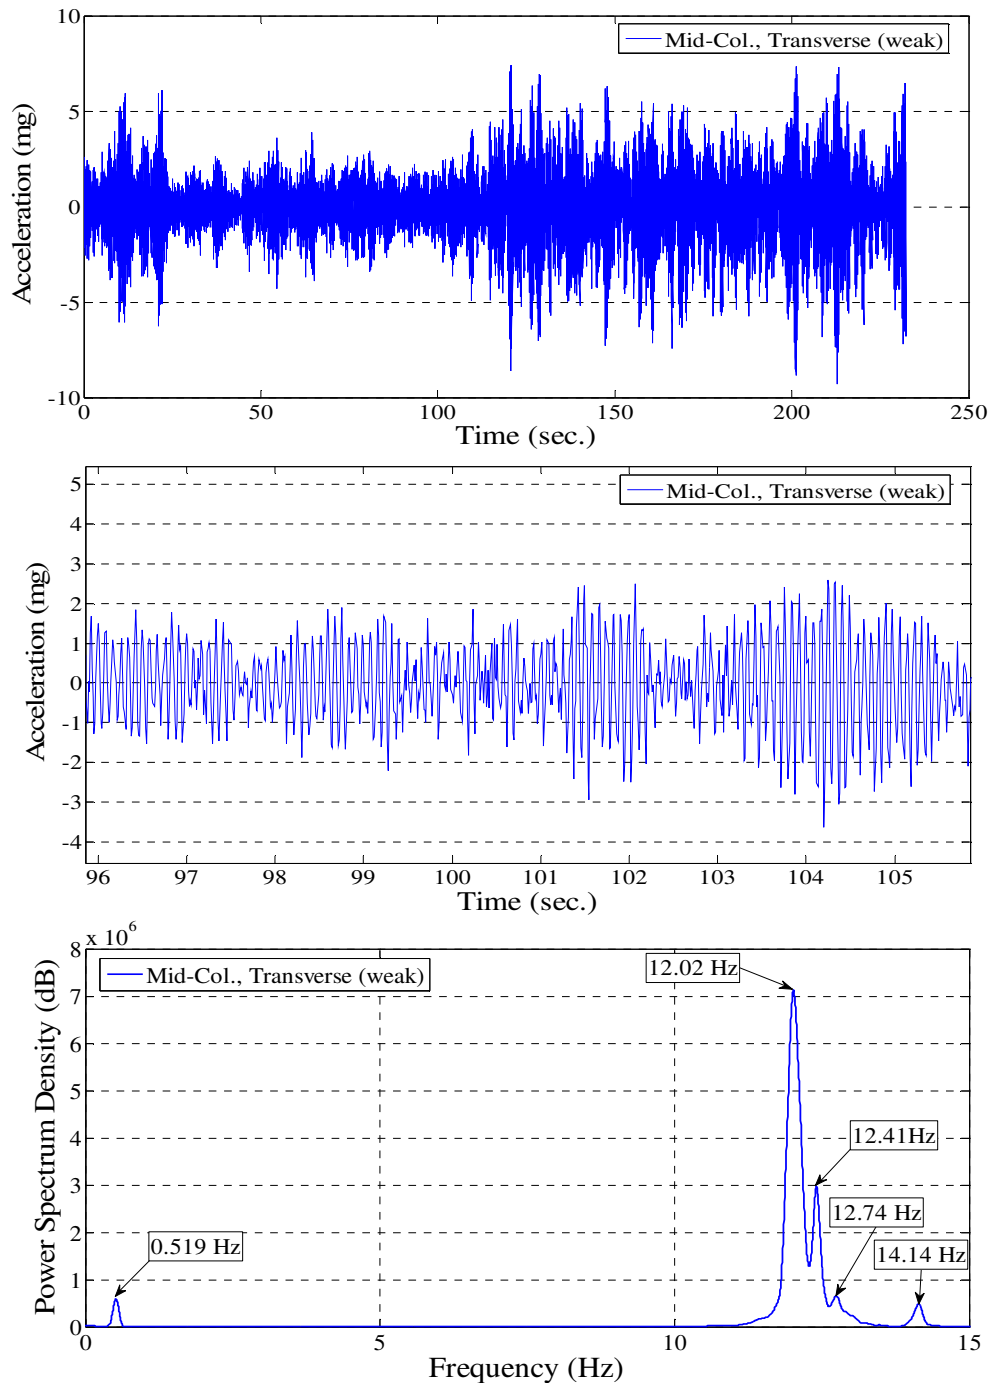 10
Mid-Col., Transverse (weak)
5
0
-5
-10
Acceleration (mg)
0 50 100 150 200 250
Time (sec.)
5
Mid-Col., Transverse (weak)
4
3
2
1
0
-1
-2
-3
-4
Acceleration (mg)
96 97 98 99 100 101 102 103 104 105
Time (sec.)
x 10⁶
8
Mid-Col., Transverse (weak)
12.02 Hz
7
6
5
4
12.41Hz
3
12.74 Hz
2
0.519 Hz
14.14 Hz
1
0
Power Spectrum Density (dB)
0 5 10 15
Frequency (Hz)